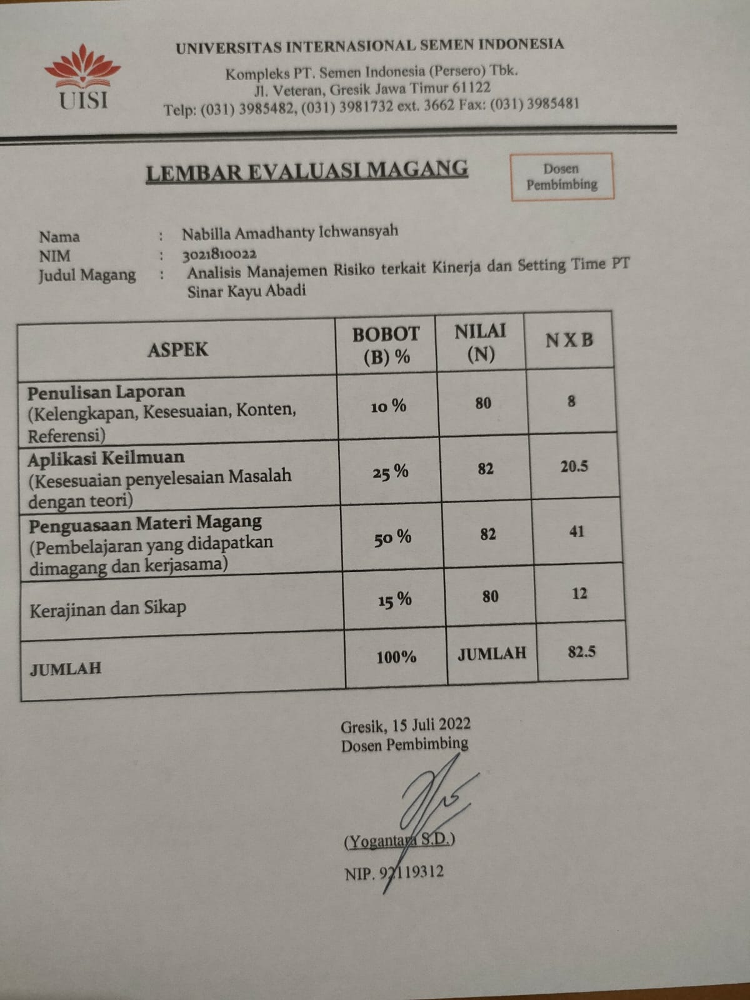 UNIVERSITAS INTERNASIONAL SEMEN INDONESIA
Kompleks PT. Semen Indonesia (Persero) Tbk.
Jl. Veteran, Gresik Jawa Timur 61122
Telp: (031) 3985482, (031) 3981732 ext. 3662 Fax: (031) 3985481
UISI
LEMBAR EVALUASI MAGANG
Dosen
Pembimbing
Nama : Nabilla Amadhanty Ichwansyah
NIM : 3021810022
Judul Magang : Analisis Manajemen Risiko terkait Kinerja dan Setting Time PT
Sinar Kayu Abadi
ASPEK BOBOT (B) % NILAI (N) N X B
Penulisan Laporan
(Kelengkapan, Kesesuaian, Konten,
Referensi)
10 % 80 8
Aplikasi Keilmuan
(Kesesuaian penyelesaian Masalah
dengan teori)
25 % 82 20.5
Penguasaan Materi Magang
(Pembelajaran yang didapatkan
dimagang dan kerjasama)
50 % 82 41
Kerajinan dan Sikap 15 % 80 12
JUMLAH 100% JUMLAH 82.5
Gresik, 15 Juli 2022
Dosen Pembimbing
(Yogantara S.D.)
NIP. 92119312